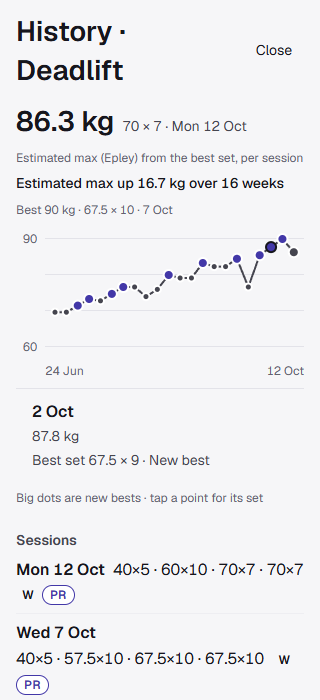 History ·
Deadlift
Close
86.3 kg 70 × 7 · Mon 12 Oct
Estimated max (Epley) from the best set, per session
Estimated max up 16.7 kg over 16 weeks
Best 90 kg · 67.5 × 10 · 7 Oct
90
60
24 Jun 12 Oct
2 Oct
87.8 kg
Best set 67.5 × 9 · New best
Big dots are new bests · tap a point for its set
Sessions
Mon 12 Oct 40×5 · 60×10 · 70×7 · 70×7
W PR
Wed 7 Oct
40×5 · 57.5×10 · 67.5×10 · 67.5×10 W
PR